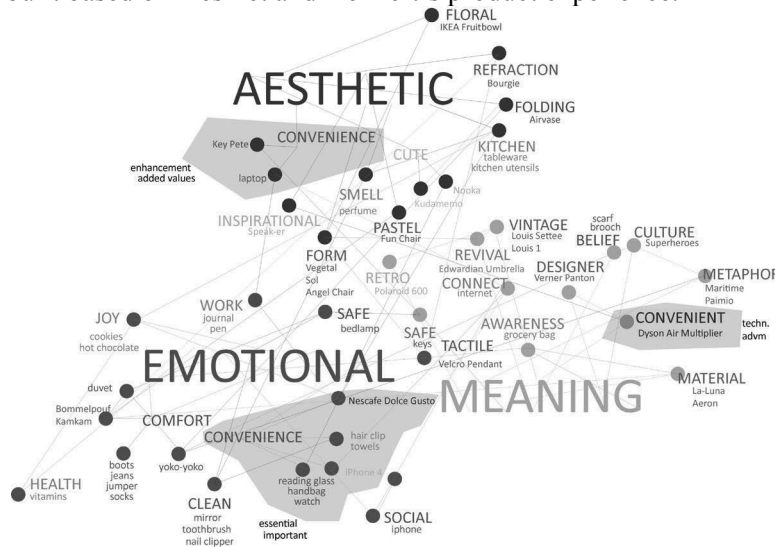 FLORAL
IKEA Fruitbowl
REFRACTION
Bourgie
AESTHETIC
FOLDING
Airvase
CONVENIENCE
Key Pete
KITCHEN
tableware
kitchen utensils
CUTE
enhancement
added values
laptop
SMELL
perfume
Nooka
Kudamemo
INSPIRATIONAL
Speak-er
PASTEL
Fun Chair
VINTAGE
Louis Settee
Louis 1
scarf
brooch
BELIEF
CULTURE
Superheroes
FORM
Vegetal
Sol
Angel Chair
REVIVAL
Edwardian Umbrella
RETRO
Polaroid 600
CONNECT
internet
DESIGNER
Verner Panton
METAPHOR
Maritime
Paimio
WORK
journal
pen
JOY
cookies
hot chocolate
SAFE
bedlamp
SAFE
keys
AWARENESS
grocery bag
CONVENIENT
Dyson Air Multiplier
techn.
advm
TACTILE
Velcro Pendant
EMOTIONAL
MEANING
MATERIAL
La-Luna
Aeron
duvet
Bommelpouf
Kamkam
COMFORT
Nescafe Dolce Gusto
CONVENIENCE
hair clip
towels
yoko-yoko
boots
jeans
jumper
socks
iPhone 4
reading glass
handbag
watch
HEALTH
vitamins
CLEAN
mirror
toothbrush
nail clipper
essential
important
SOCIAL
iphone